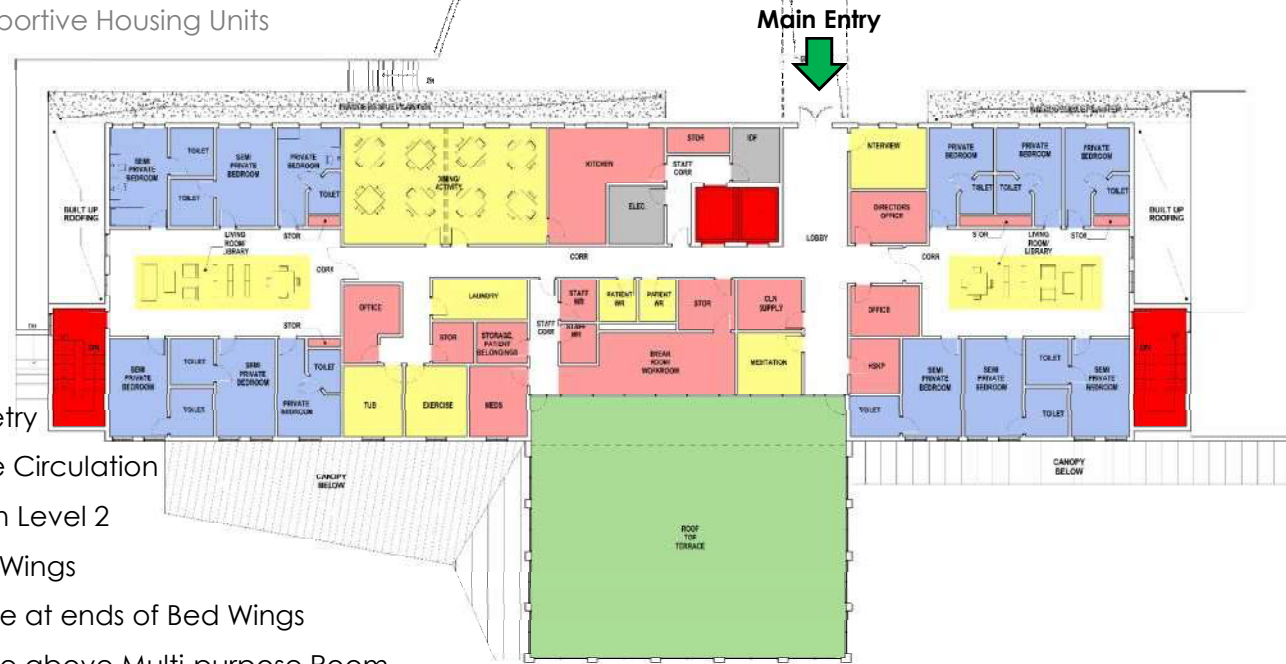 portive Housing Units
Main Entry
DN
STOR
IDF
TOILET
SEMI
PRIVATE
BEDROOM
SEMI
PRIVATE
BEDROOM
PRIVATE
BEDROOM
TOILET
TOILET
DINING/
ACTIVITY
KITCHEN
STAFF
CORR
ELEC.
INTERVIEW
PRIVATE
BEDROOM
PRIVATE
BEDROOM
PRIVATE
BEDROOM
TOILET
TOILET
TOILET
BUILT UP
ROOFING
DIRECTORS
OFFICE
BUILT UP
ROOFING
LIVING
ROOM/
LIBRARY
STOR
LOBBY
STOR
LIVING
ROOM/
LIBRARY
STOR
CORR
CORR
CORR
OFFICE
LAUNDRY
STAFF
WR
PATIENT
WR
PATIENT
WR
STOR
CLN
SUPPLY
OFFICE
STOR
STOR
STORAGE,
PATIENT
BELONGINGS
STAFF
CORR
STAFF
WR
BREAK
ROOM
WORKROOM
MEDITATION
HSKP
SEMI
PRIVATE
BEDROOM
TOILET
TOILET
SEMI
PRIVATE
BEDROOM
TOILET
PRIVATE
BEDROOM
TUB
EXERCISE
MEDS
TOILET
SEMI
PRIVATE
BEDROOM
SEMI
PRIVATE
BEDROOM
TOILET
TOILET
SEMI
PRIVATE
BEDROOM
etry
e Circulation
n Level 2
Wings
e at ends of Bed Wings
e above Multi-purpose Room
CANOPY
BELOW
CANOPY
BELOW
ROOF
TOP
TERRACE